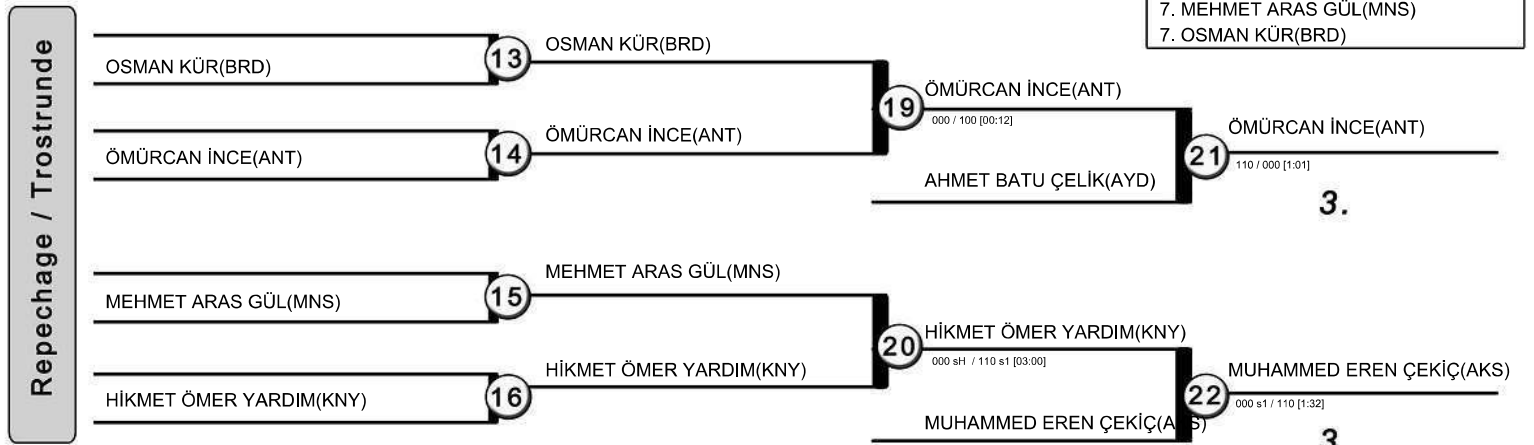 Repechage / Trostrunde
7. MEHMET ARAS GÜL(MNS)
7. OSMAN KÜR(BRD)
OSMAN KÜR(BRD)
13
OSMAN KÜR(BRD)
ÖMÜRCAN İNCE(ANT)
14
ÖMÜRCAN İNCE(ANT)
19
ÖMÜRCAN İNCE(ANT)
000 / 100 [00:12]
AHMET BATU ÇELİK(AYD)
21
ÖMÜRCAN İNCE(ANT)
110 / 000 [1:01]
3.
MEHMET ARAS GÜL(MNS)
15
MEHMET ARAS GÜL(MNS)
HİKMET ÖMER YARDIM(KNY)
16
HİKMET ÖMER YARDIM(KNY)
20
HİKMET ÖMER YARDIM(KNY)
000 sH / 110 s1 [03:00]
MUHAMMED EREN ÇEKİÇ(AKS)
22
MUHAMMED EREN ÇEKİÇ(AKS)
000 s1 / 110 [1:32]
3